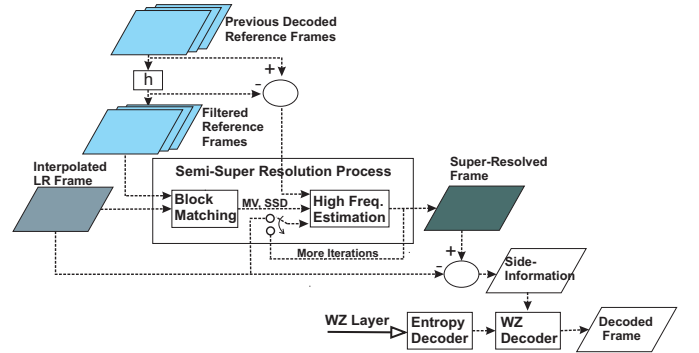 Previous Decoded
Reference Frames
+
-
h
Filtered
Reference
Frames
Interpolated
LR Frame
Semi-Super Resolution Process
Super-Resolved
Frame
Block
Matching
MV, SSD
High Freq.
Estimation
More Iterations
+
-
Side-
Information
WZ Layer
Entropy
Decoder
WZ
Decoder
Decoded
Frame